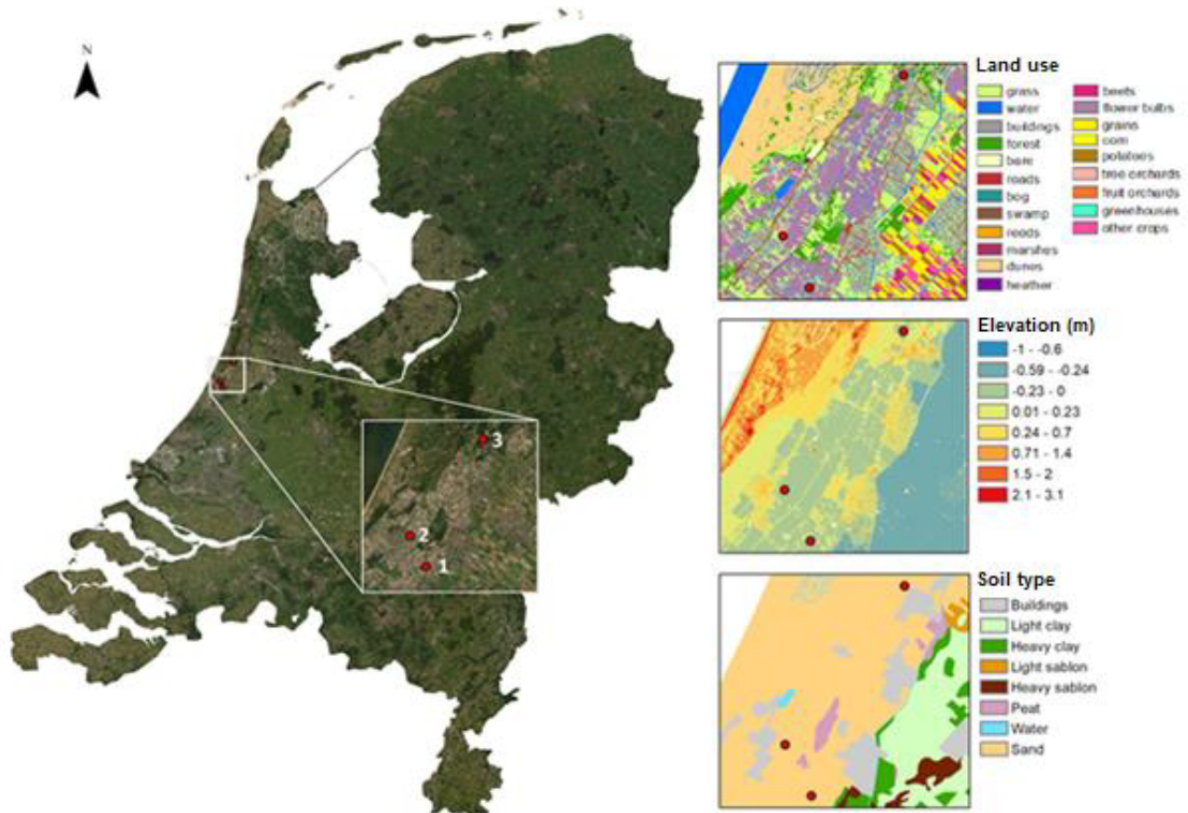 N
3
2
1
Land use
grass
water
buildings
forest
bare
roads
bog
swamp
reeds
marshes
dunes
heather
beets
flower bulbs
grains
corn
potatoes
tree orchards
fruit orchards
greenhouses
other crops
Elevation (m)
-1 - -0.6
-0.59 - -0.24
-0.23 - 0
0.01 - 0.23
0.24 - 0.7
0.71 - 1.4
1.5 - 2
2.1 - 3.1
Soil type
Buildings
Light clay
Heavy clay
Light sablon
Heavy sablon
Peat
Water
Sand